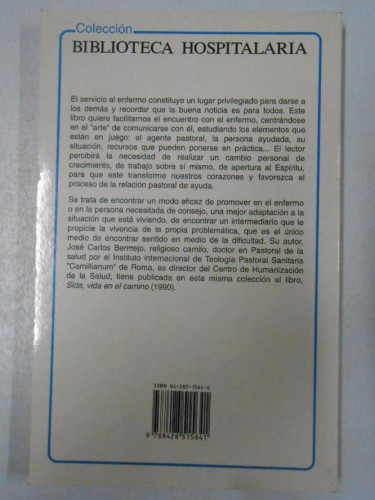 Colección
BIBLIOTECA HOSPITALARIA
El servicio al enfermo constituye un lugar privilegiado para darse a
los demás y recordar que la buena noticia es para todos. Este
libro quiere facilitarnos el encuentro con el enfermo, centrándose
en el "arte" de comunicarse con él, estudiando los elementos que
están en juego: el agente pastoral, la persona ayudada, su
situación, recursos que pueden ponerse en práctica... El lector
percibirá la necesidad de realizar un cambio personal de
crecimiento, de trabajo sobre sí mismo, de apertura al Espíritu,
para que este transforme nuestros corazones y favorezca el
proceso de la relación pastoral de ayuda.
Se trata de encontrar un modo eficaz de promover en el enfermo
o en la persona necesitada de consejo, una mejor adaptación a la
situación que está viviendo, de encontrar un intermediario que le
propicie la vivencia de la propia problemática, que es el único
medio de encontrar sentido en medio de la dificultad. Su autor,
José Carlos Bermejo, religioso camilo, doctor en Pastoral de la
salud por el Instituto internacional de Teología Pastoral Sanitaria
"Camillianum" de Roma, es director del Centro de Humanización
de la Salud; tiene publicada en esta misma colección el libro,
Sida, vida en el camino (1990).
ISBN 84-285-1564-6
9 788428 515641